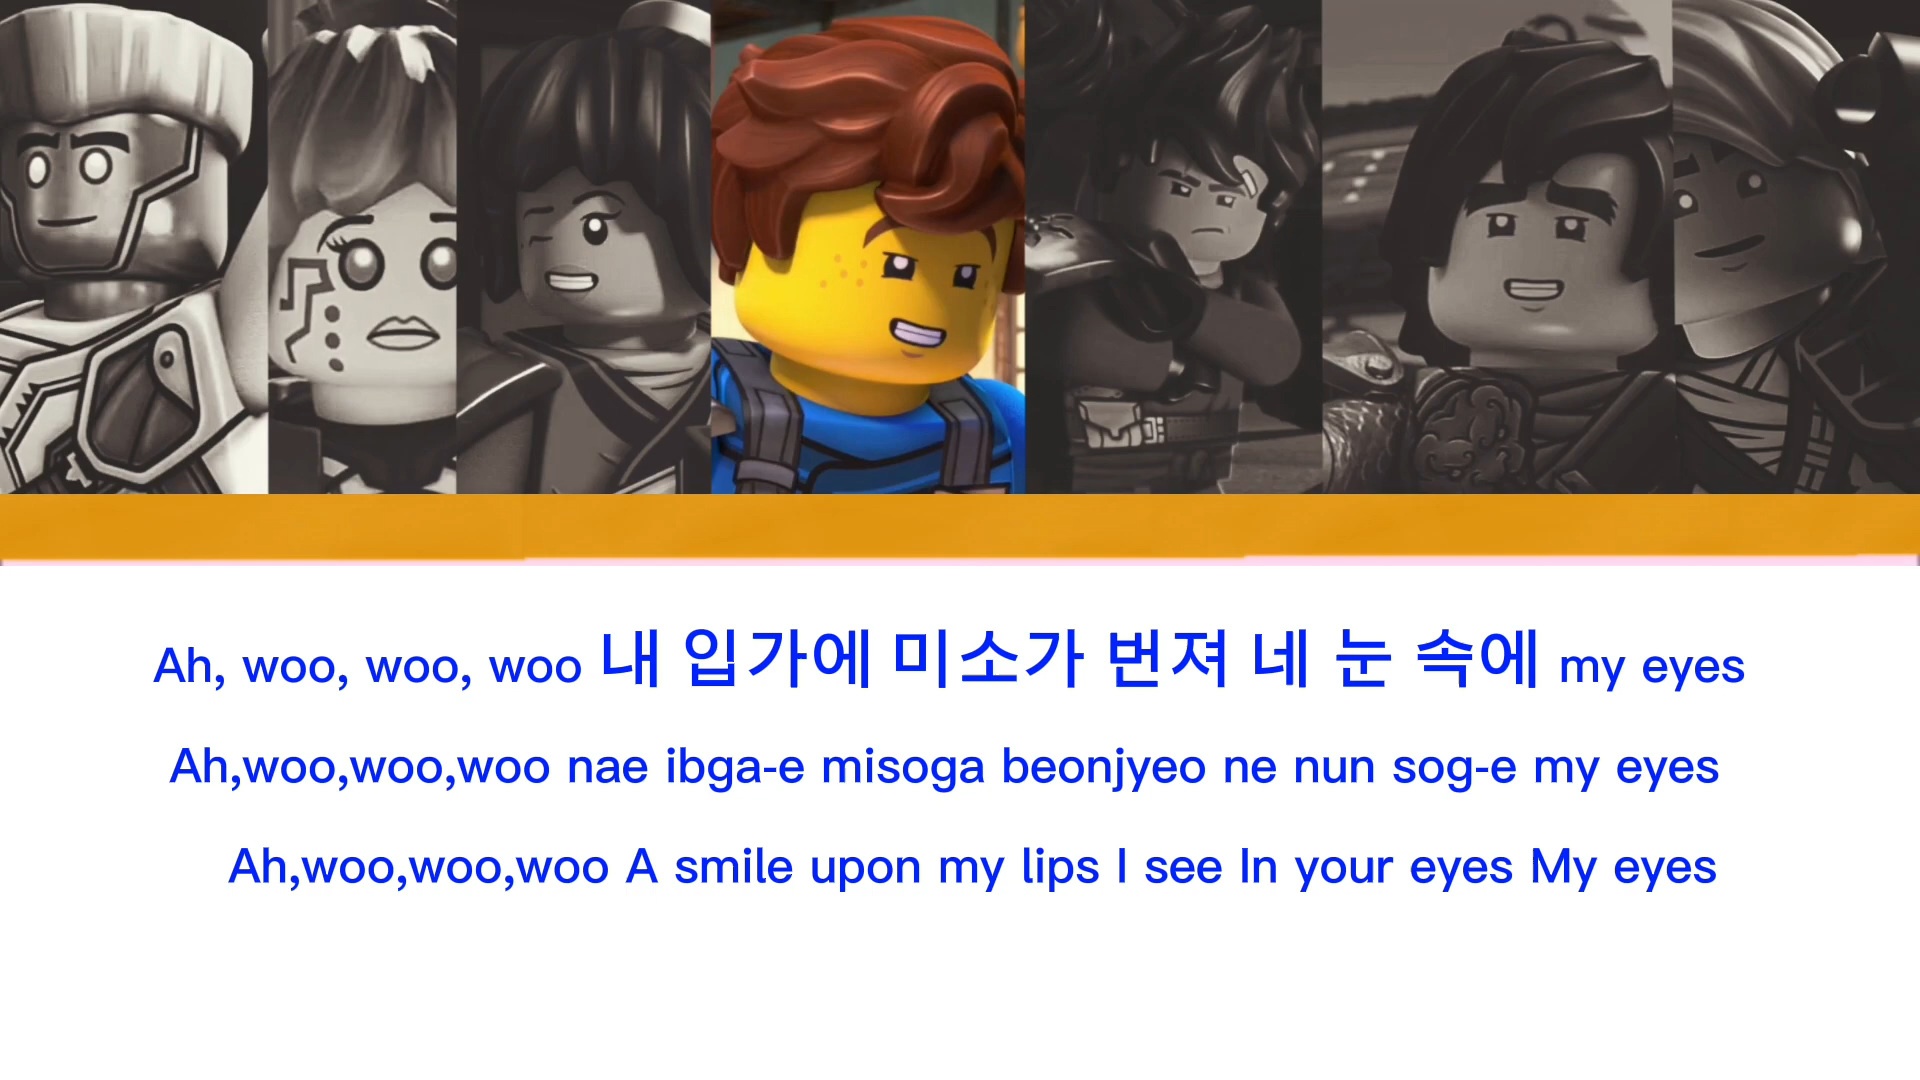 Ah, woo, woo, woo 내 입가에 미소가 번져 네 눈 속에 my eyes
Ah,woo,woo,woo nae ibga-e misoga beonjyeo ne nun sog-e my eyes
Ah,woo,woo,woo A smile upon my lips I see In your eyes My eyes